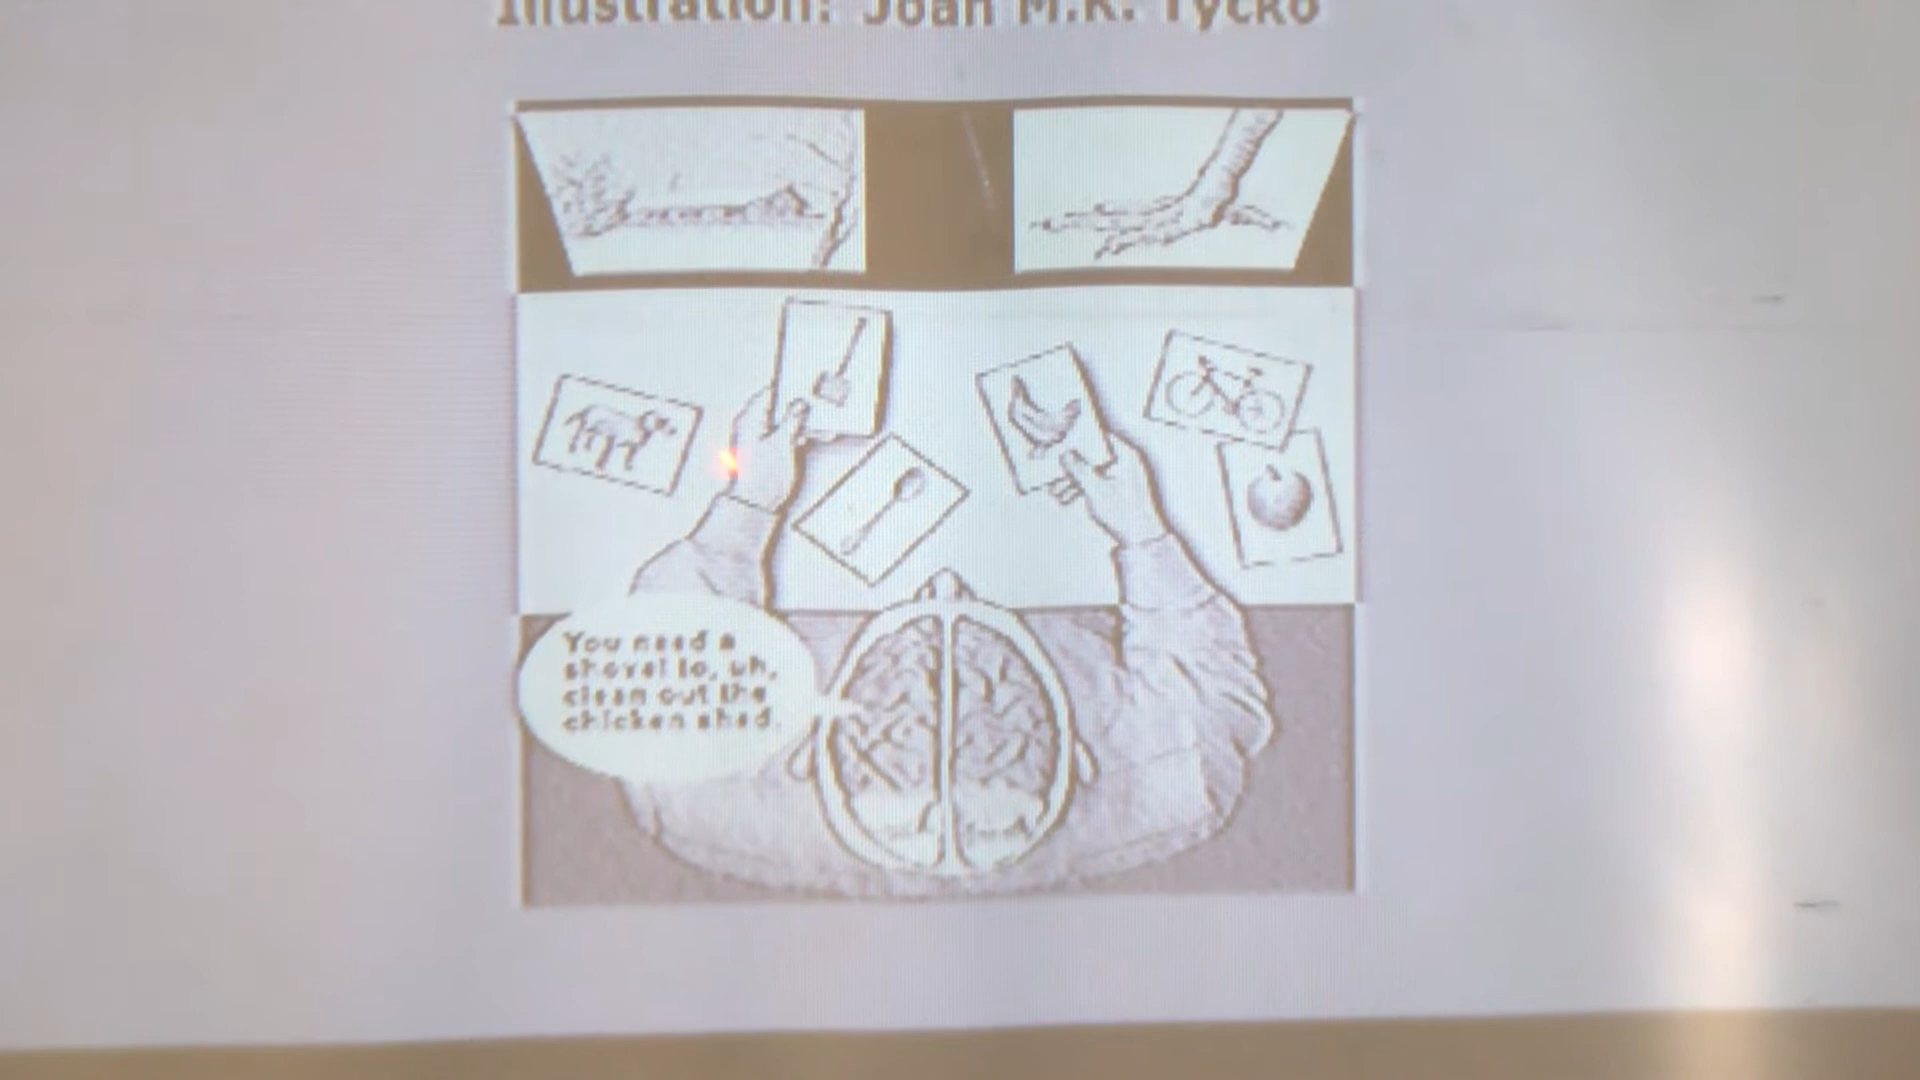 Illustration: Joan M.K. Tycko
You need a
shovel to, uh,
clean out the
chicken shed.